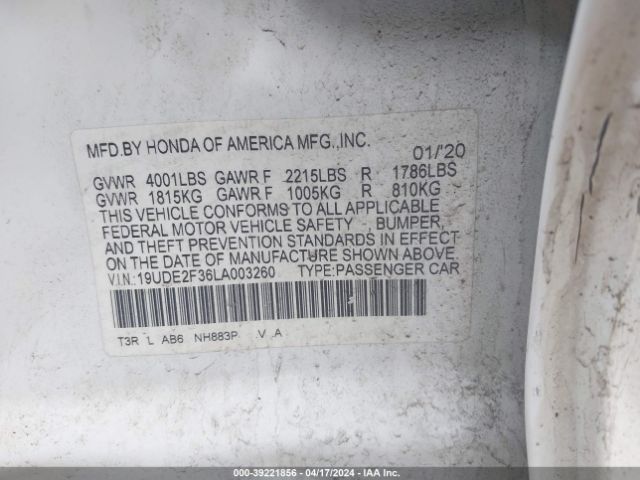 MFD.BY HONDA OF AMERICA MFG.,INC. 01/'20
GVWR 4001LBS GAWR F 2215LBS R 1786LBS
GVWR 1815KG GAWR F 1005KG R 810KG
THIS VEHICLE CONFORMS TO ALL APPLICABLE
FEDERAL MOTOR VEHICLE SAFETY , BUMPER,
AND THEFT PREVENTION STANDARDS IN EFFECT
ON THE DATE OF MANUFACTURE SHOWN ABOVE.
V.I.N.:19UDE2F36LA003260 TYPE:PASSENGER CAR
T3R L AB6 NH883P V A
000-39221856 - 04/17/2024 - IAA Inc.